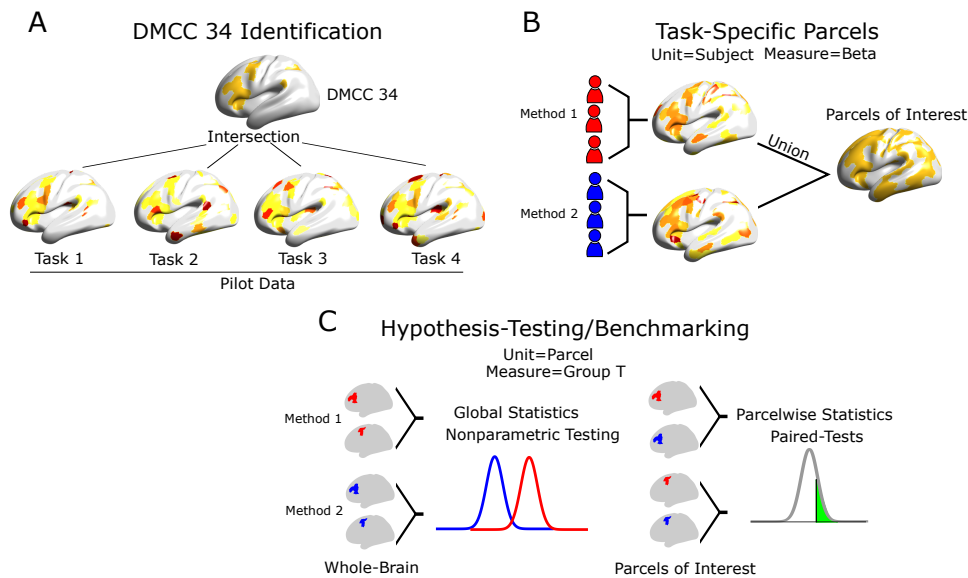 A
DMCC 34 Identification
DMCC 34
Intersection
Task 1
Task 2
Task 3
Task 4
Pilot Data
B
Task-Specific Parcels
Unit=Subject Measure=Beta
Method 1
Method 2
Union
Parcels of Interest
C
Hypothesis-Testing/Benchmarking
Unit=Parcel
Measure=Group T
Method 1
Method 2
Whole-Brain
Global Statistics
Nonparametric Testing
Parcels of Interest
Parcelwise Statistics
Paired-Tests